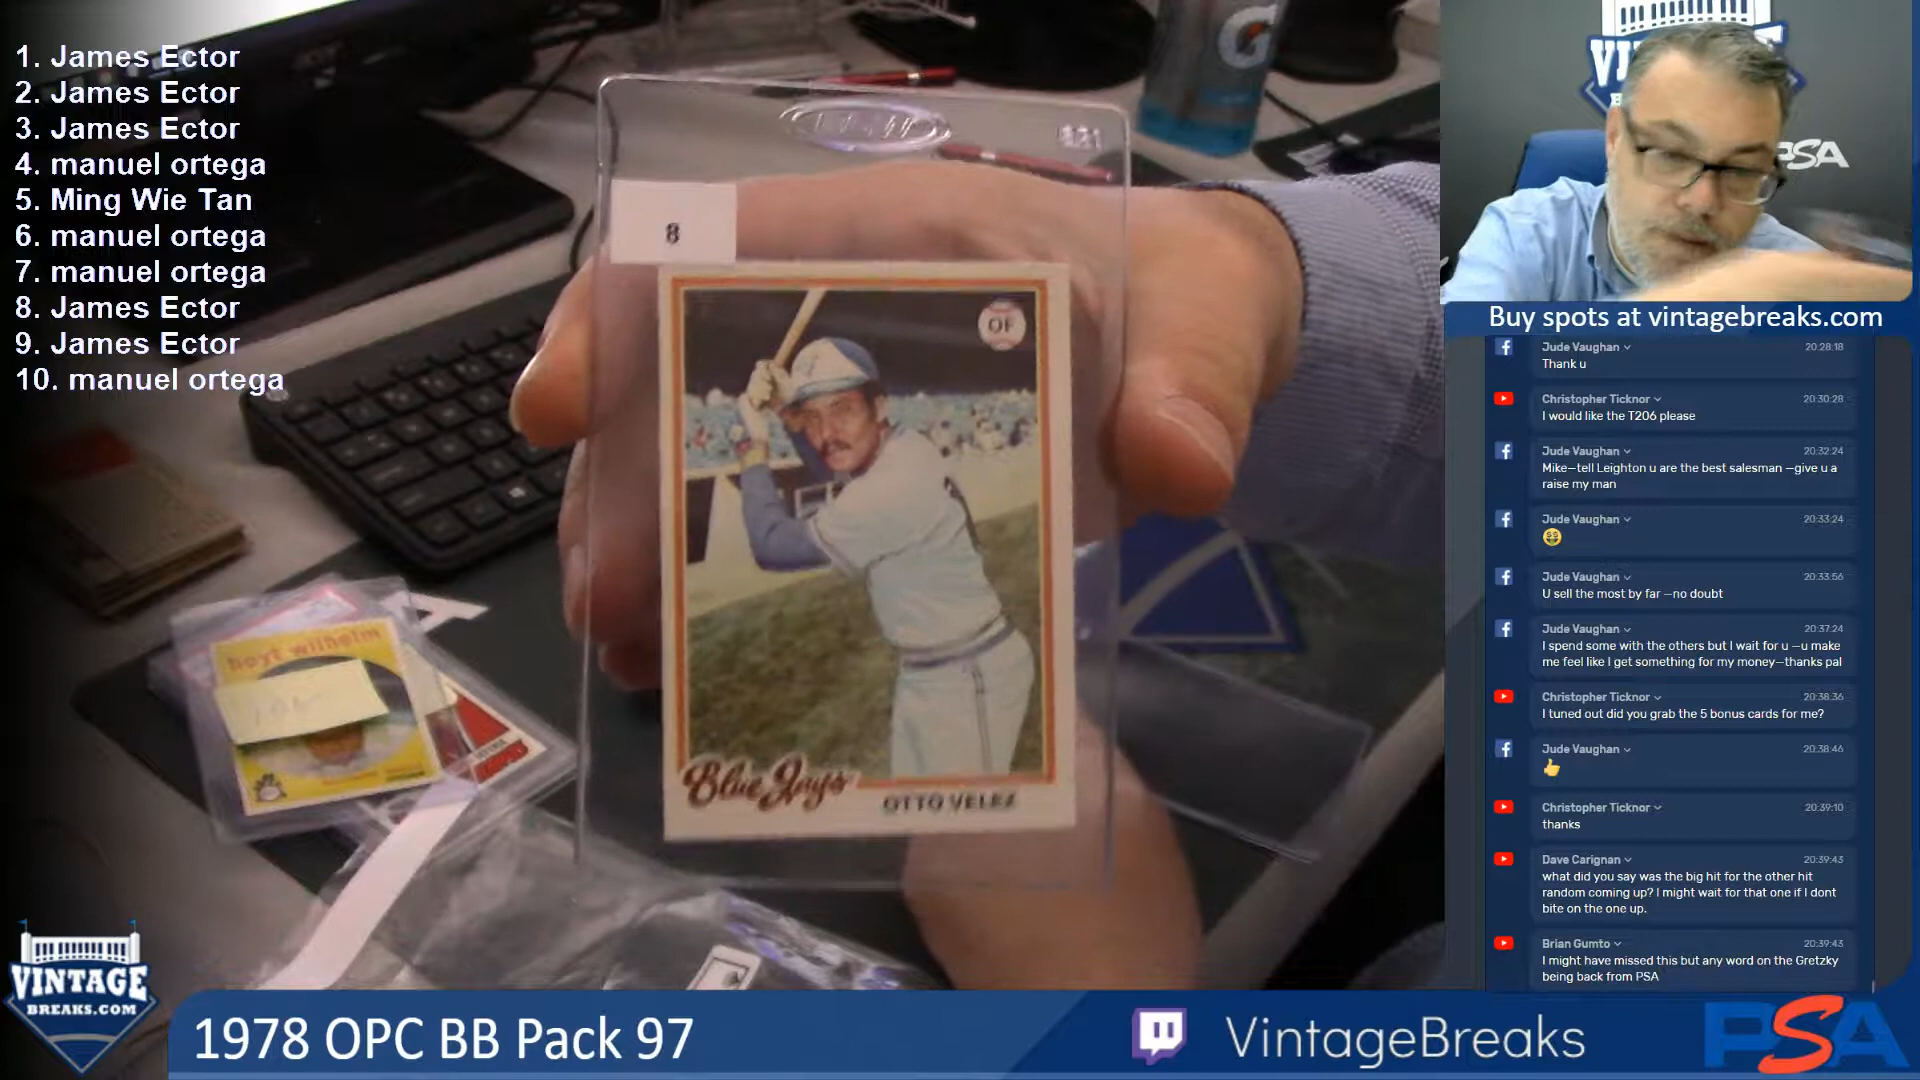 1. James Ector
2. James Ector
3. James Ector
4. manuel ortega
5. Ming Wie Tan
6. manuel ortega
7. manuel ortega
8. James Ector
9. James Ector
10. manuel ortega
8
OF
Blue Jays
OTTO VELEZ
hoyt wilhelm
G
PSA
Buy spots at vintagebreaks.com
Jude Vaughan 20:28:18
Thank u
Christopher Ticknor 20:30:28
I would like the T206 please
Jude Vaughan 20:32:24
Mike—tell Leighton u are the best salesman —give u a
raise my man
Jude Vaughan 20:33:24
Jude Vaughan 20:33:56
U sell the most by far —no doubt
Jude Vaughan 20:37:24
I spend some with the others but I wait for u —u make
me feel like I get something for my money—thanks pal
Christopher Ticknor 20:38:36
I tuned out did you grab the 5 bonus cards for me?
Jude Vaughan 20:38:46
Christopher Ticknor 20:39:10
thanks
Dave Carignan 20:39:43
what did you say was the big hit for the other hit
random coming up? I might wait for that one if I dont
bite on the one up.
Brian Gumto 20:39:43
I might have missed this but any word on the Gretzky
being back from PSA
VINTAGE
BREAKS.COM
1978 OPC BB Pack 97
VintageBreaks
PSA